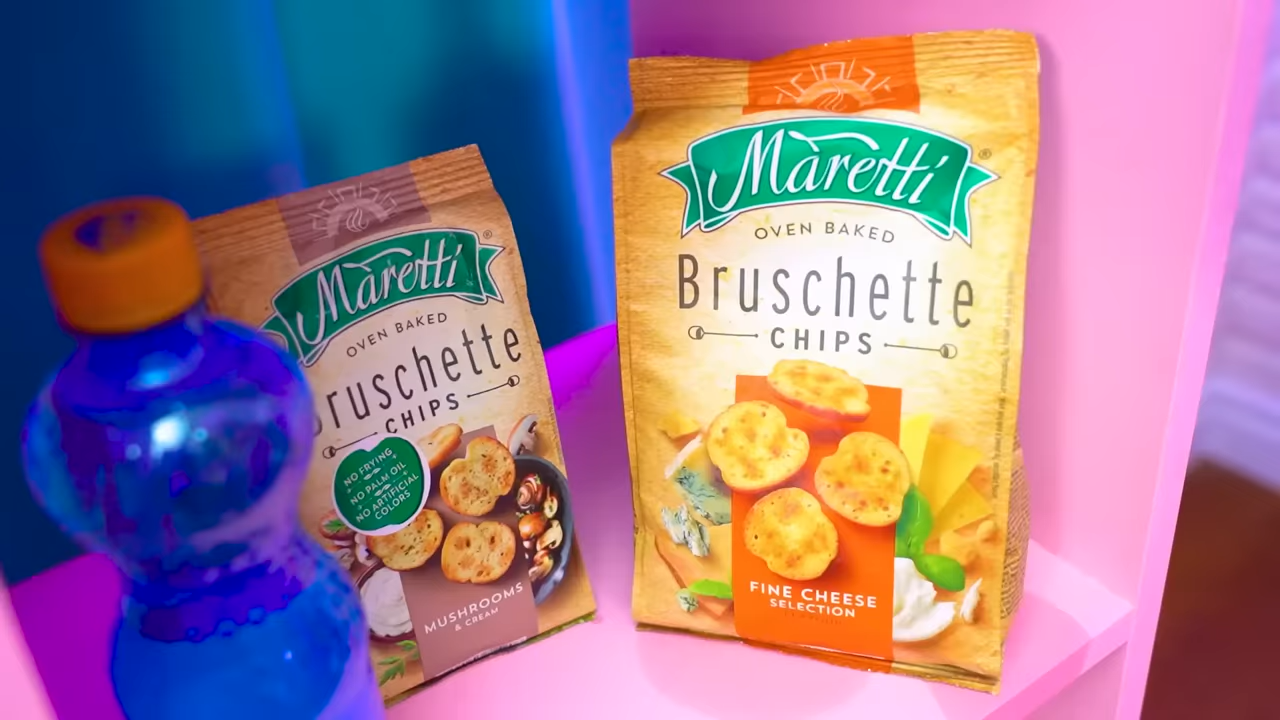 Maretti
®
OVEN BAKED
Bruschette
CHIPS
NO FRYING
NO PALM OIL
NO ARTIFICIAL
COLORS
MUSHROOMS
& CREAM
Maretti
®
OVEN BAKED
Bruschette
CHIPS
FINE CHEESE
SELECTION